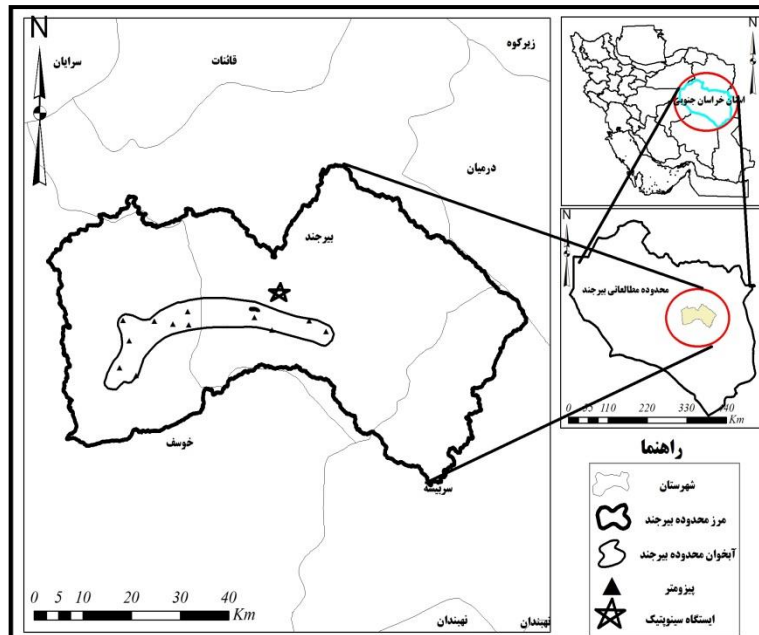 N
زیرکوه
قائنات
سرایان
درمیان
بیرجند
خوسف
سربیشه
نهبندان
نهبندان
0 5 10 20 30 40
Km
N
استان خراسان جنوبی
N
محدوده مطالعاتی بیرجند
0 55 110 220 330 440
Km
راهنما
شهرستان
مرز محدوده بیرجند
آبخوان محدوده بیرجند
پیزومتر
ایستگاه سینوپتیک